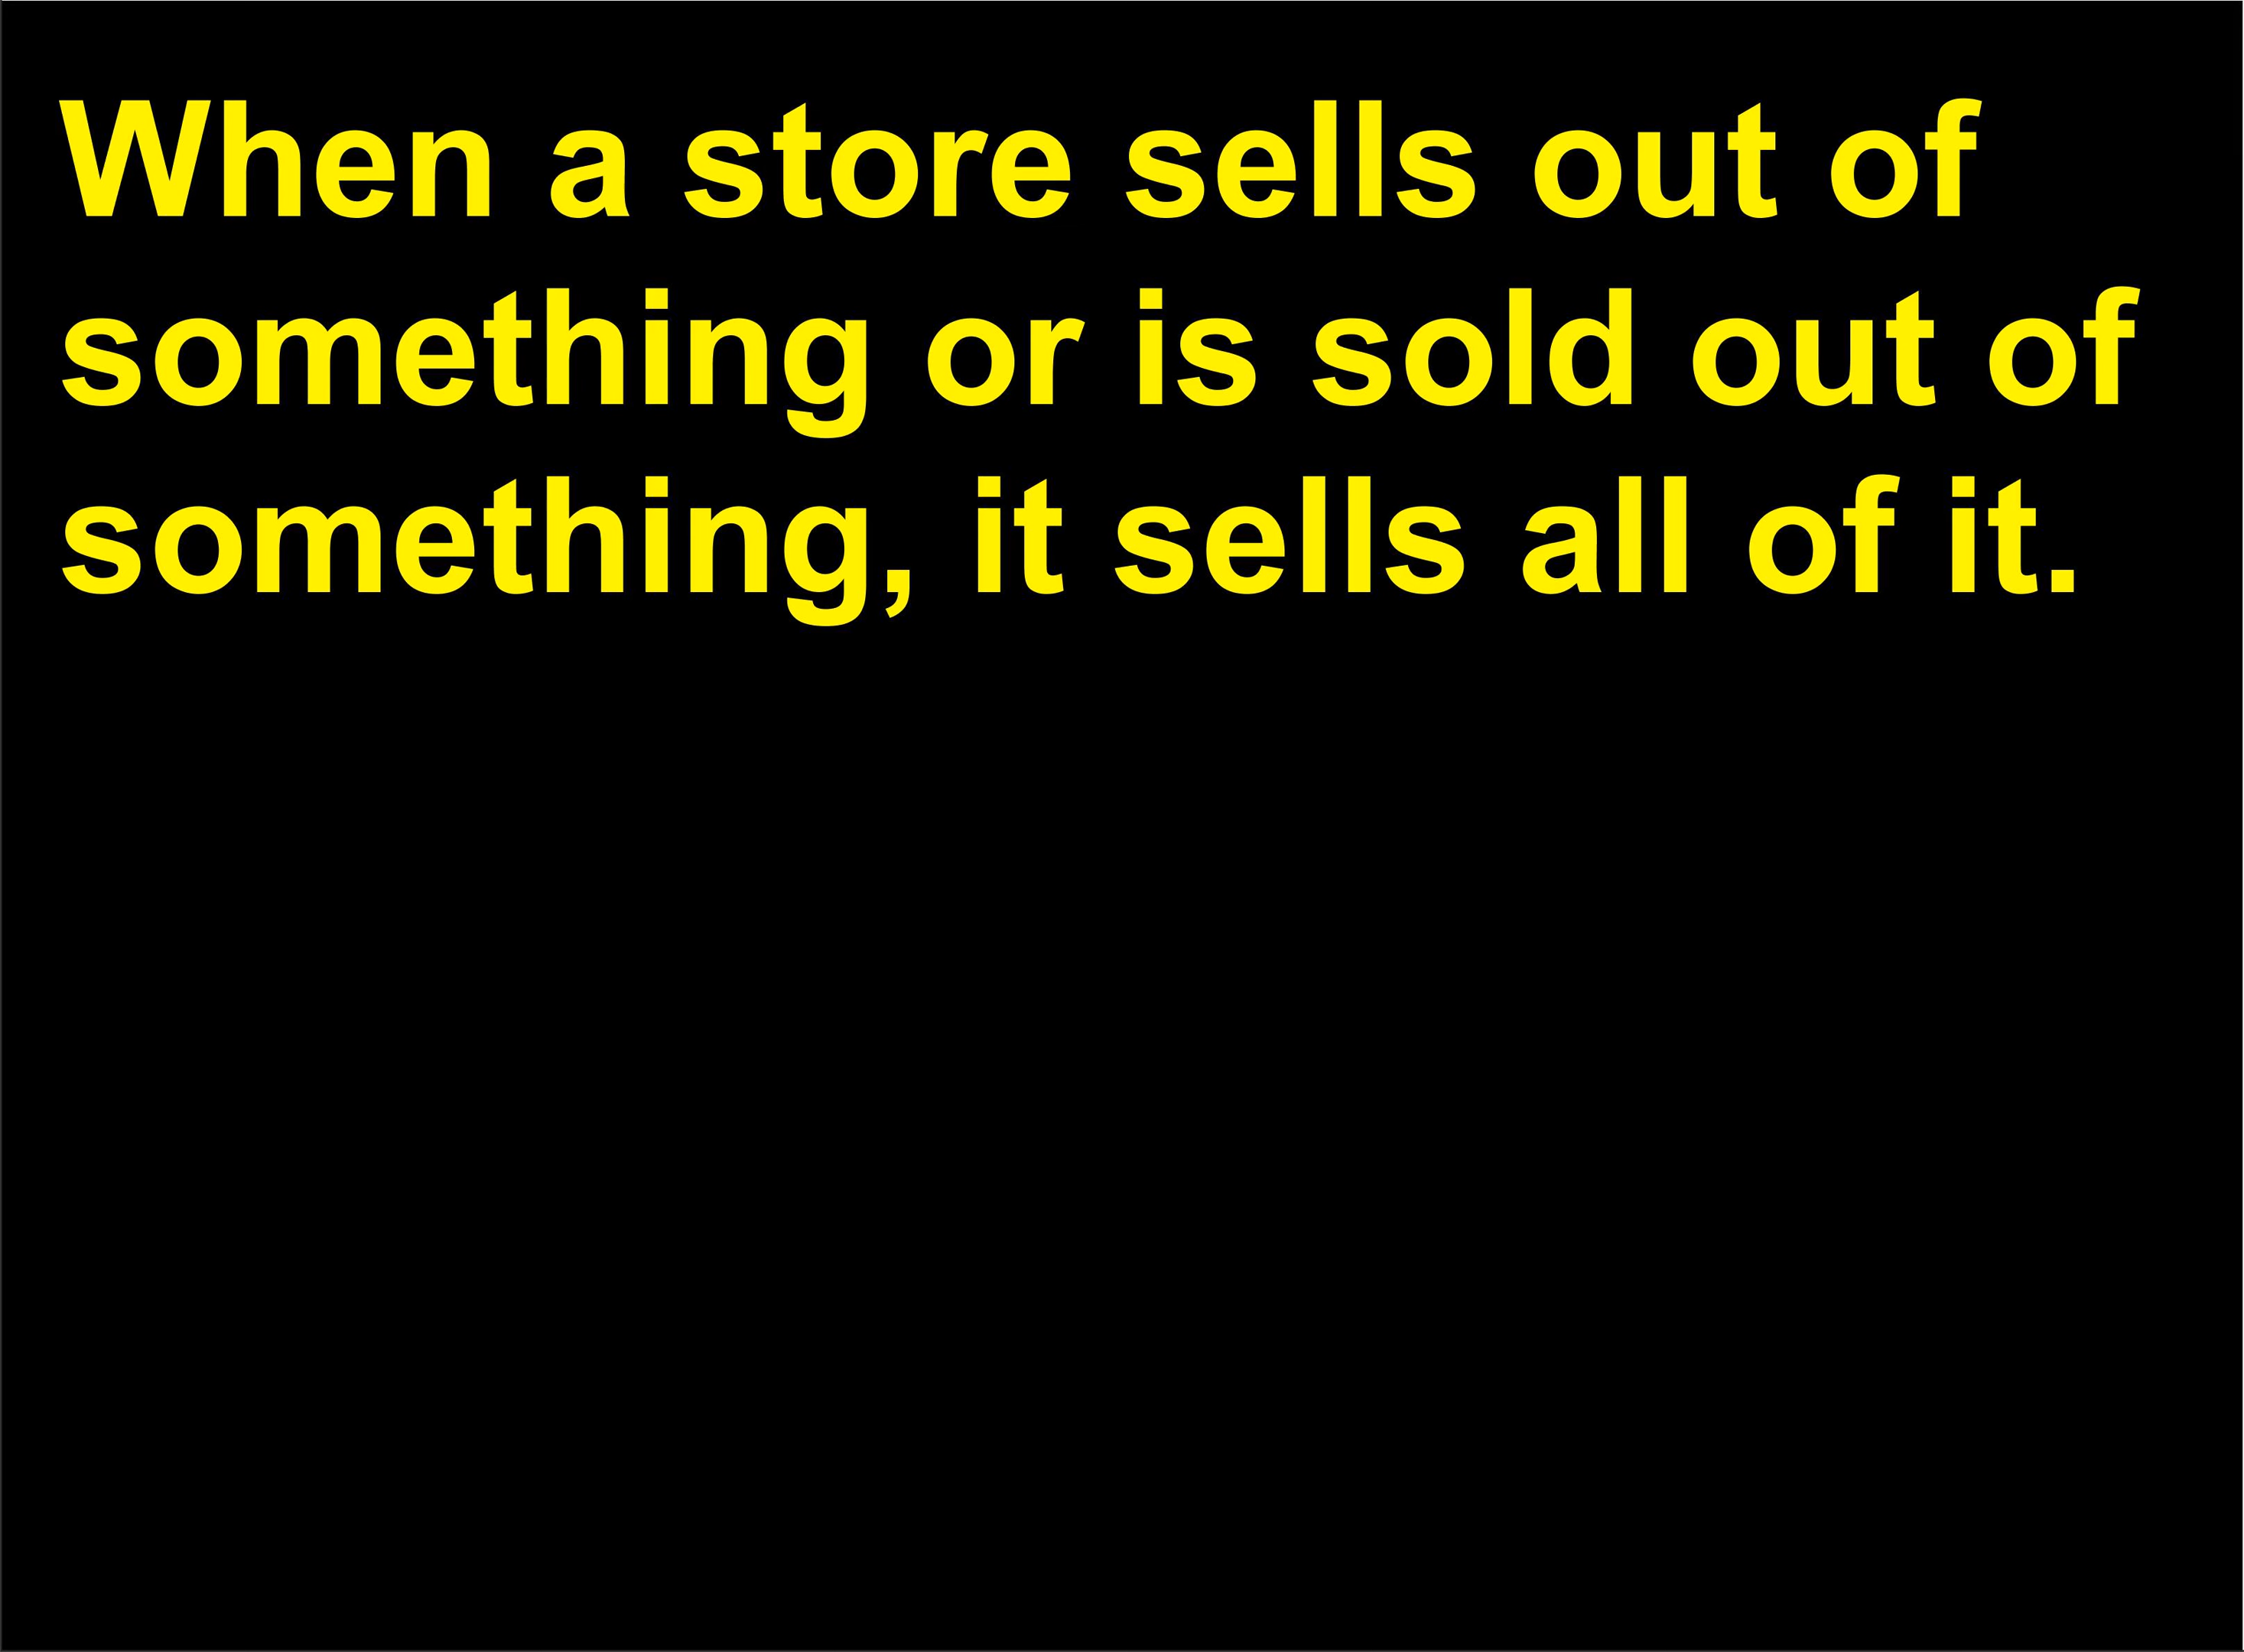 When a store sells out of
something or is sold out of
something, it sells all of it.